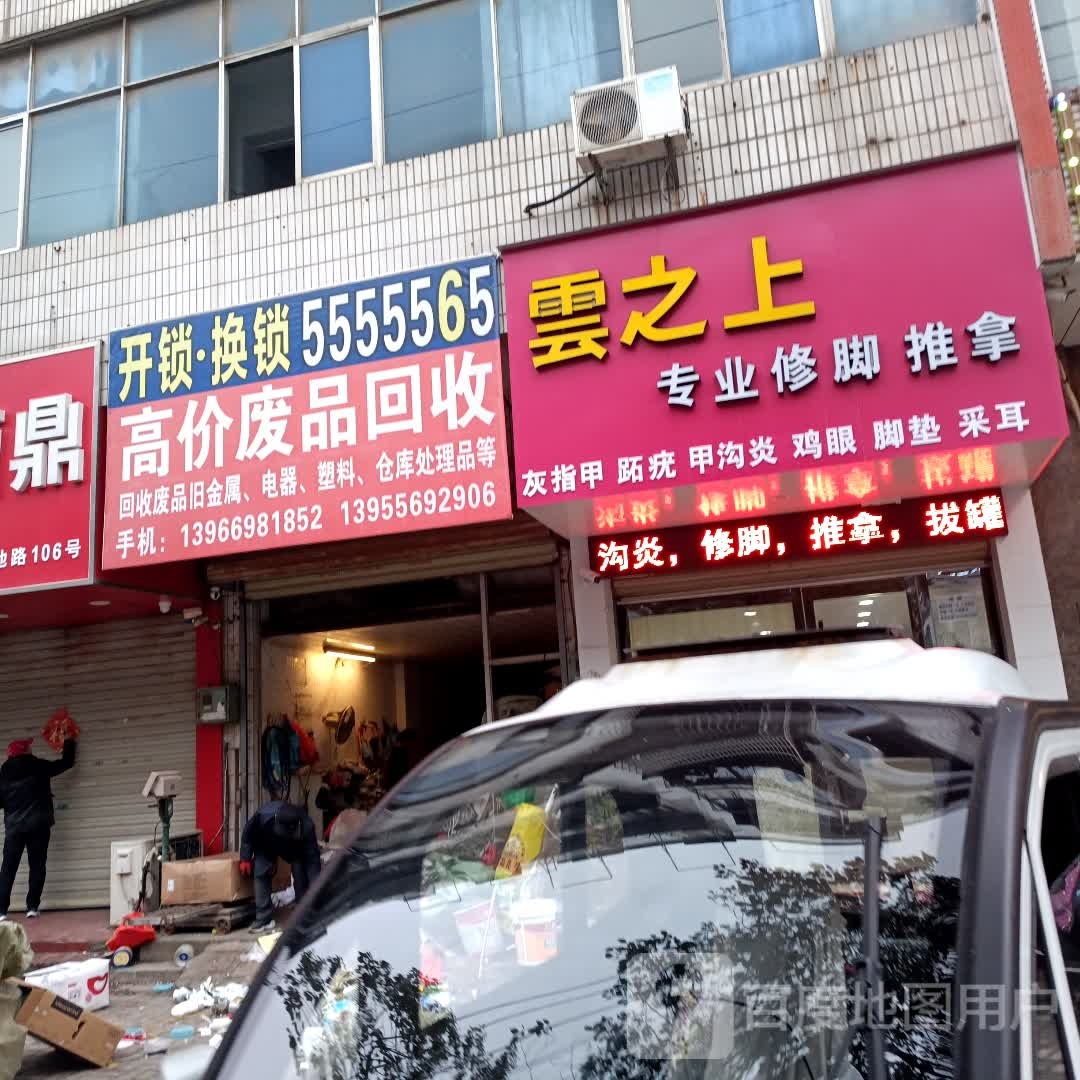 鼎
路106号
开锁·换锁 5555565
高价废品回收
回收废品旧金属、电器、塑料、仓库处理品等
手机：13966981852 13955692906
雲之上
专业修脚 推拿
灰指甲 跖疣 甲沟炎 鸡眼 脚垫 采耳
沟炎，修脚，推拿，拔罐
百度地图用户